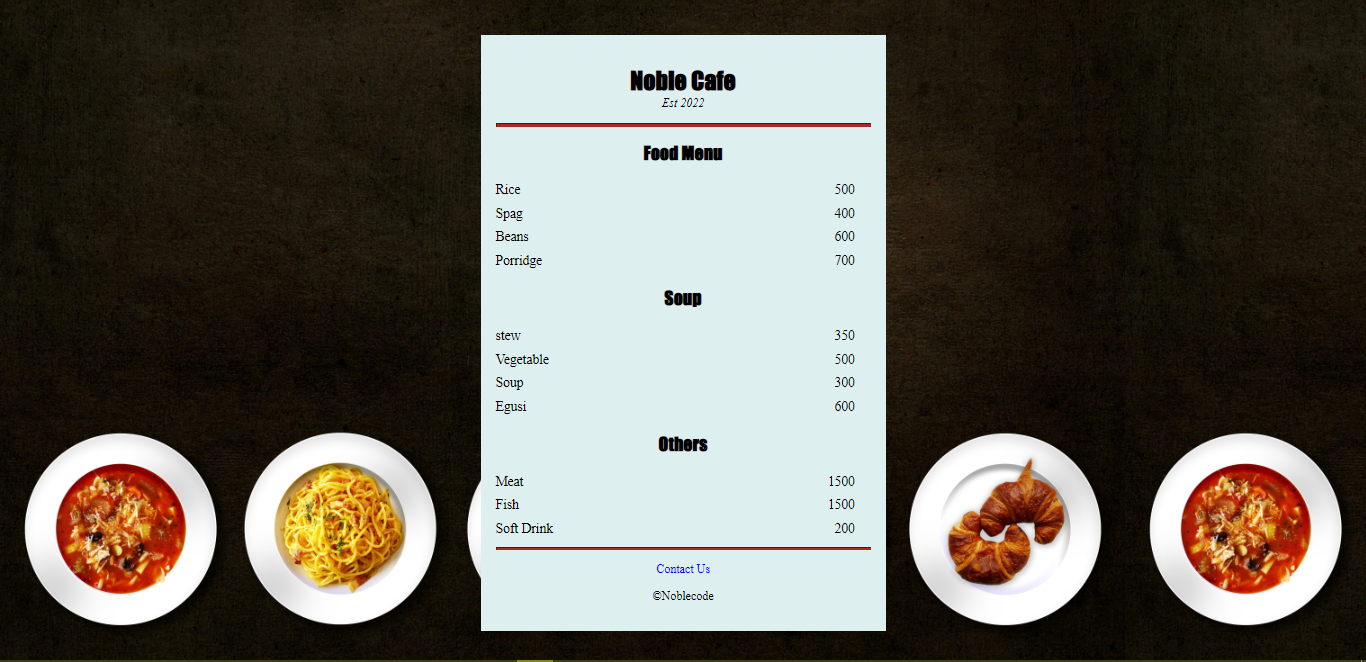 Noble Cafe
Est 2022
Food Menu
Rice 500
Spag 400
Beans 600
Porridge 700
Soup
stew 350
Vegetable 500
Soup 300
Egusi 600
Others
Meat 1500
Fish 1500
Soft Drink 200
Contact Us
©Noblecode